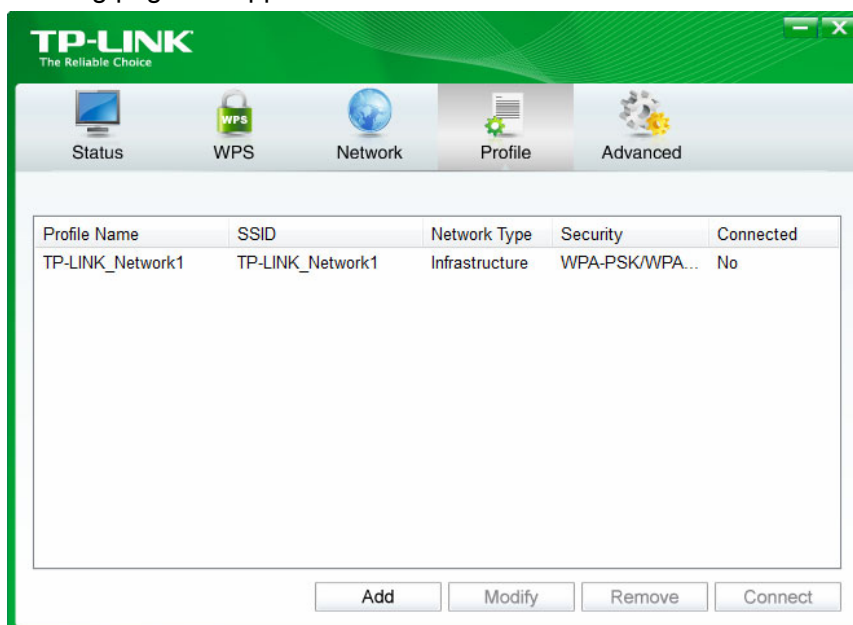 TP-LINK
The Reliable Choice
WPS
Status WPS Network Profile Advanced
Profile Name SSID Network Type Security Connected
TP-LINK_Network1 TP-LINK_Network1 Infrastructure WPA-PSK/WPA... No
Add Modify Remove Connect